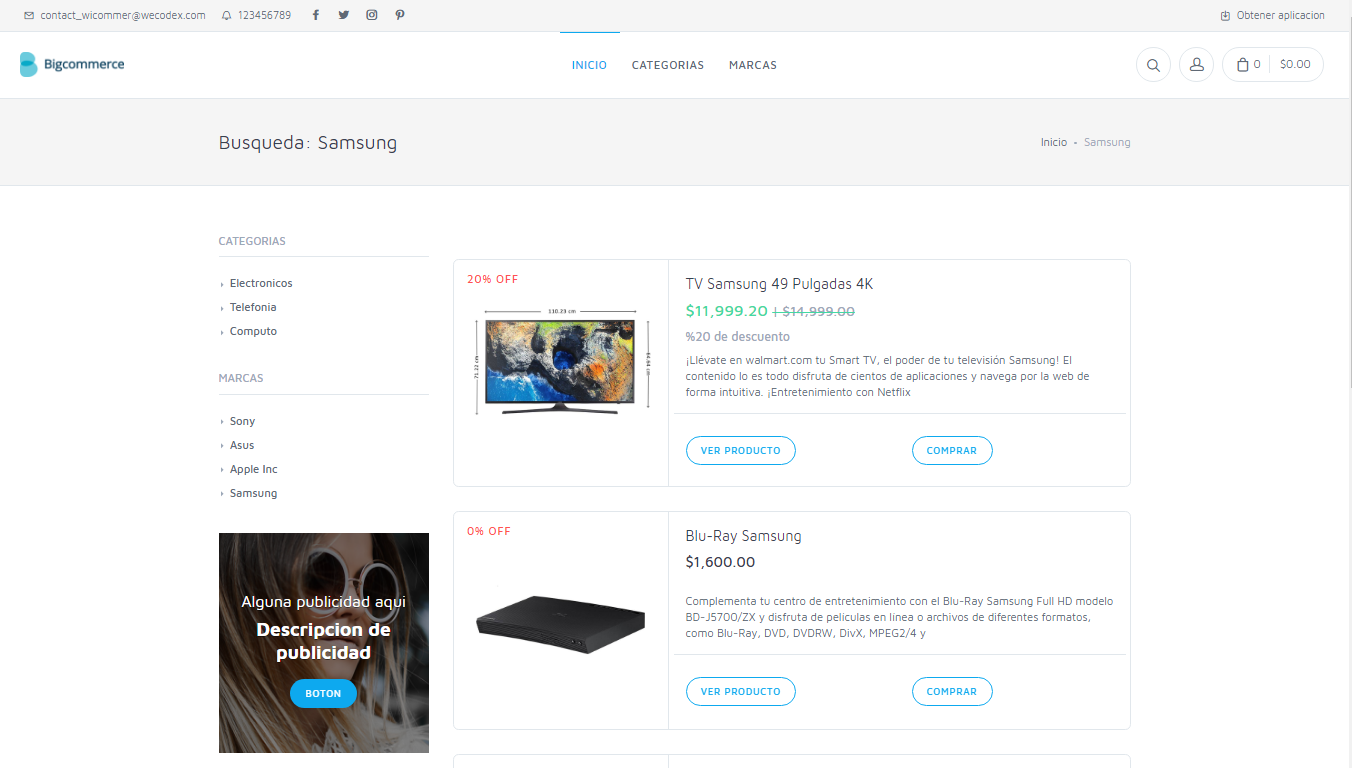 contact_wicommer@wecodex.com 123456789 Obtener aplicacion
Bigcommerce INICIO CATEGORIAS MARCAS 0 $0.00
Busqueda: Samsung Inicio - Samsung
CATEGORIAS
Electronicos
Telefonia
Computo
MARCAS
Sony
Asus
Apple Inc
Samsung
Alguna publicidad aqui
Descripcion de
publicidad
BOTON
20% OFF
110.23 cm
71.22 cm
TV Samsung 49 Pulgadas 4K
$11,999.20 $14,999.00
%20 de descuento
¡Llévate en walmart.com tu Smart TV, el poder de tu televisión Samsung! El
contenido lo es todo disfruta de cientos de aplicaciones y navega por la web de
forma intuitiva. ¡Entretenimiento con Netflix
VER PRODUCTO COMPRAR
0% OFF
Blu-Ray Samsung
$1,600.00
Complementa tu centro de entretenimiento con el Blu-Ray Samsung Full HD modelo
BD-J5700/ZX y disfruta de películas en línea o archivos de diferentes formatos,
como Blu-Ray, DVD, DVDRW, DivX, MPEG2/4 y
VER PRODUCTO COMPRAR